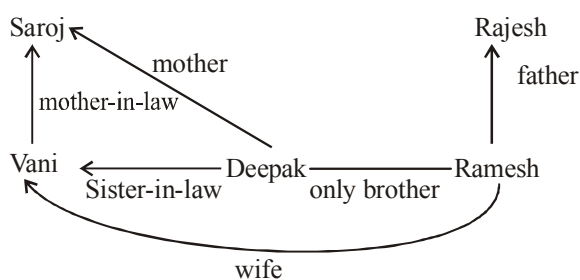 Saroj
Rajesh
mother
father
mother-in-law
Vani
Deepak
Ramesh
Sister-in-law
only brother
wife